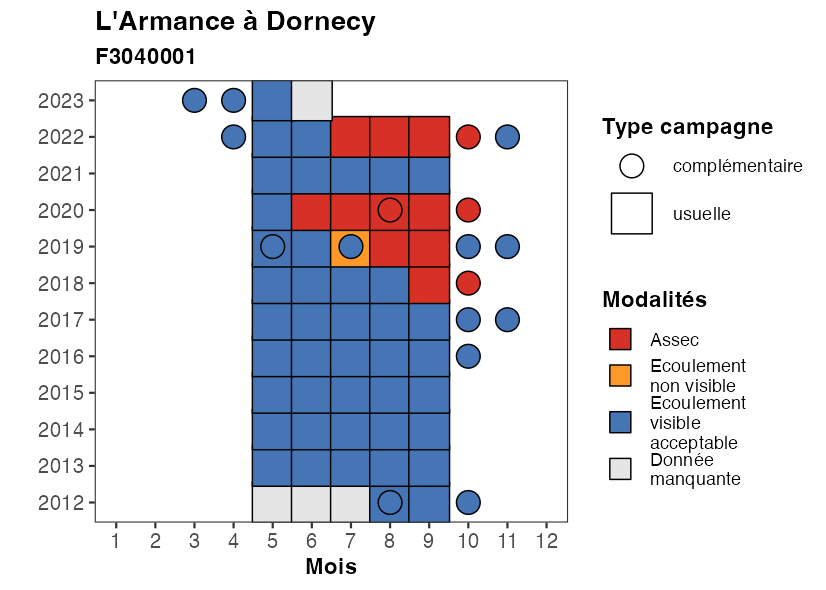 L'Armance à Dornecy
F3040001
2023
2022
2021
2020
2019
2018
2017
2016
2015
2014
2013
2012
1 2 3 4 5 6 7 8 9 10 11 12
Mois
Type campagne
complémentaire
usuelle
Modalités
Assec
Ecoulement
non visible
Ecoulement
visible
acceptable
Donnée
manquante